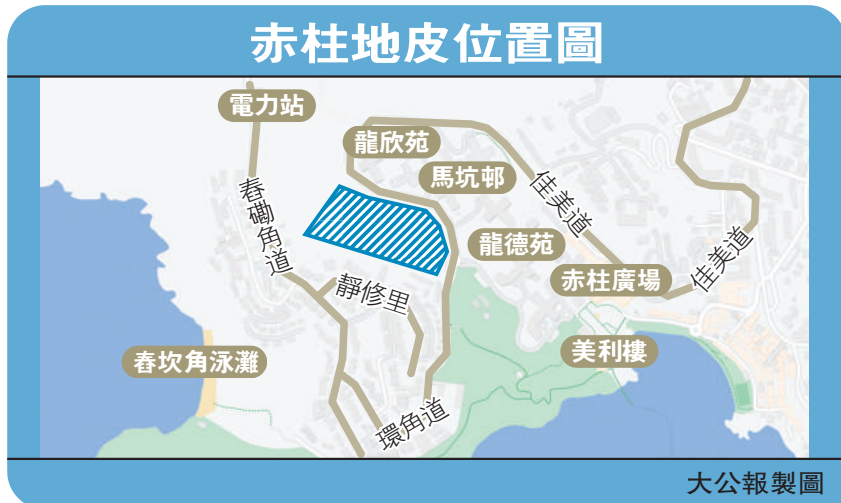 赤柱地皮位置圖
電力站
龍欣苑
馬坑邨
佳美道
舂磡角道
龍德苑
佳美道
赤柱廣場
靜修里
美利樓
舂坎角泳灘
環角道
大公報製圖